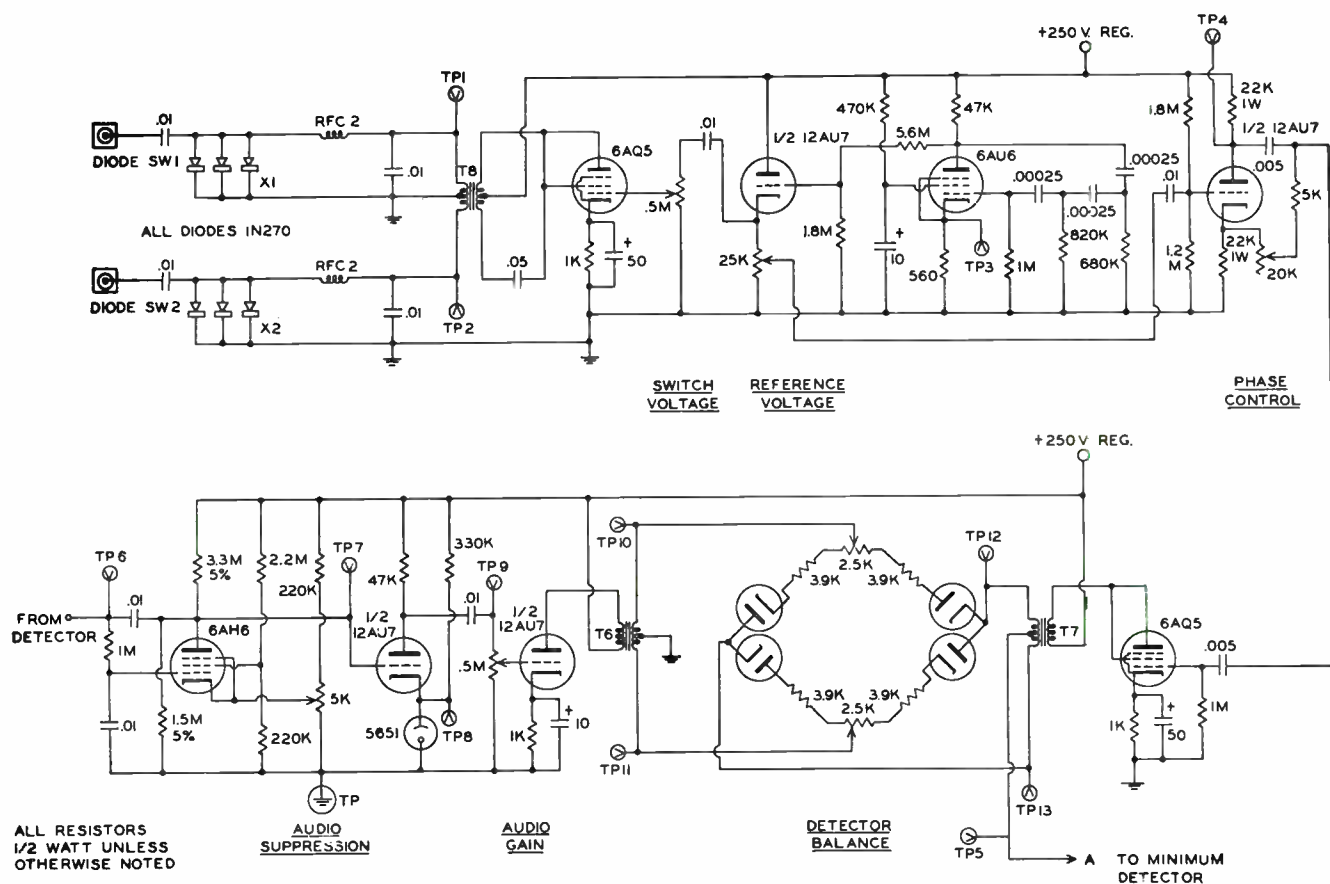 +250 V. REG.
TP4
TP1
.01
RFC 2
DIODE SW1
X1
.01
T8
6AQ5
.01
1/2 12AU7
470K
47K
5.6M
6AU6
.00025
.00025
.00025
1.8M
22K
1W
1/2 12AU7
.005
.01
5K
ALL DIODES IN270
.5M
1.8M
820K
680K
.01
RFC 2
DIODE SW2
X2
.01
TP2
.05
1K
+
50
25K
+
10
560
TP3
1M
1.2
M
22K
1W
20K
SWITCH
VOLTAGE
REFERENCE
VOLTAGE
PHASE
CONTROL
+250 V REG.
TP6
3.3M
5%
2.2M
220K
TP7
47K
330K
TP9
TP10
TP12
2.5K
3.9K
3.9K
FROM
DETECTOR
.01
6AH6
1/2
12AU7
.01
1/2
12AU7
T6
T7
6AQ5
.005
1M
.5M
.01
1.5M
5%
5K
220K
5651
TP8
1K
+
10
3.9K
3.9K
2.5K
1K
+
50
1M
TP11
TP13
TP
TP5
ALL RESISTORS
1/2 WATT UNLESS
OTHERWISE NOTED
AUDIO
SUPPRESSION
AUDIO
GAIN
DETECTOR
BALANCE
A TO MINIMUM
DETECTOR